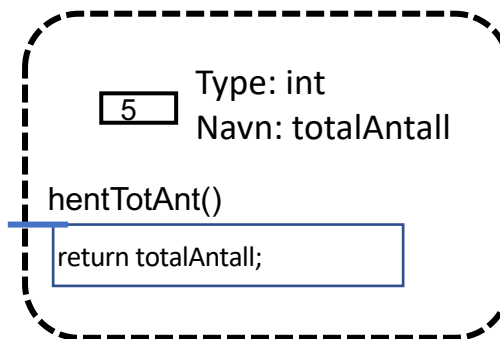 Type: int
5
Navn: totalAntall
hentTotAnt()
return totalAntall;